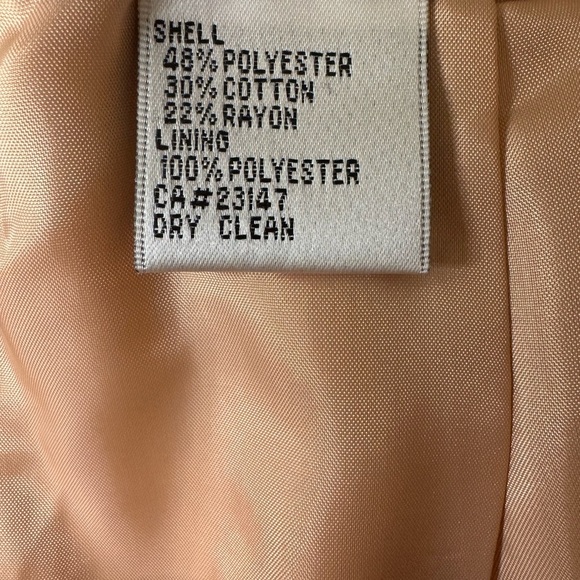 SHELL
48% POLYESTER
30% COTTON
22% RAYON
LINING
100% POLYESTER
CA#23147
DRY CLEAN